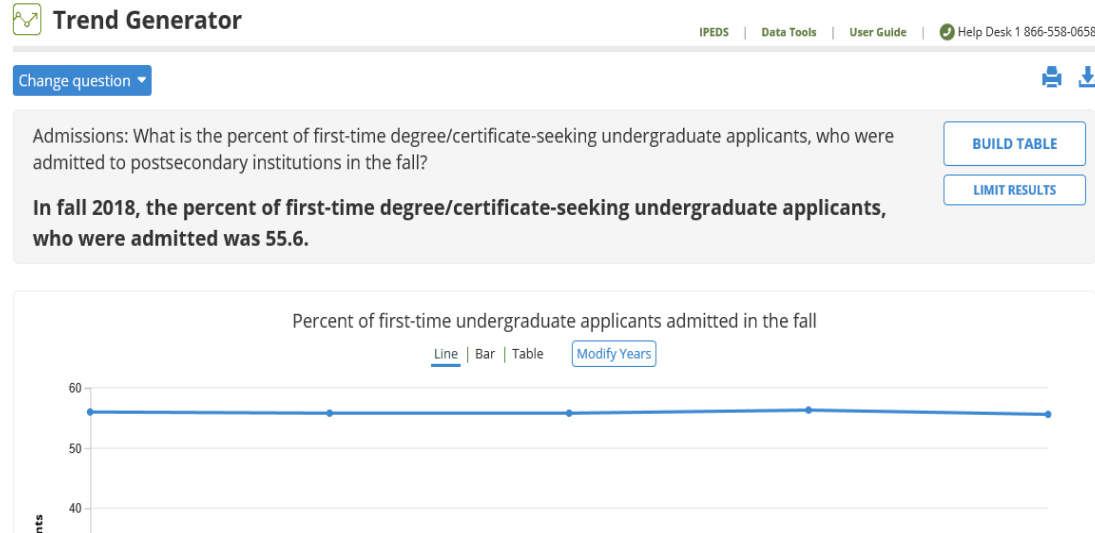 Trend Generator
IPEDS | Data Tools | User Guide | Help Desk 1 866-558-0658
Change question
Admissions: What is the percent of first-time degree/certificate-seeking undergraduate applicants, who were
admitted to postsecondary institutions in the fall?
BUILD TABLE
LIMIT RESULTS
In fall 2018, the percent of first-time degree/certificate-seeking undergraduate applicants,
who were admitted was 55.6.
Percent of first-time undergraduate applicants admitted in the fall
Line | Bar | Table
Modify Years
60
50
40